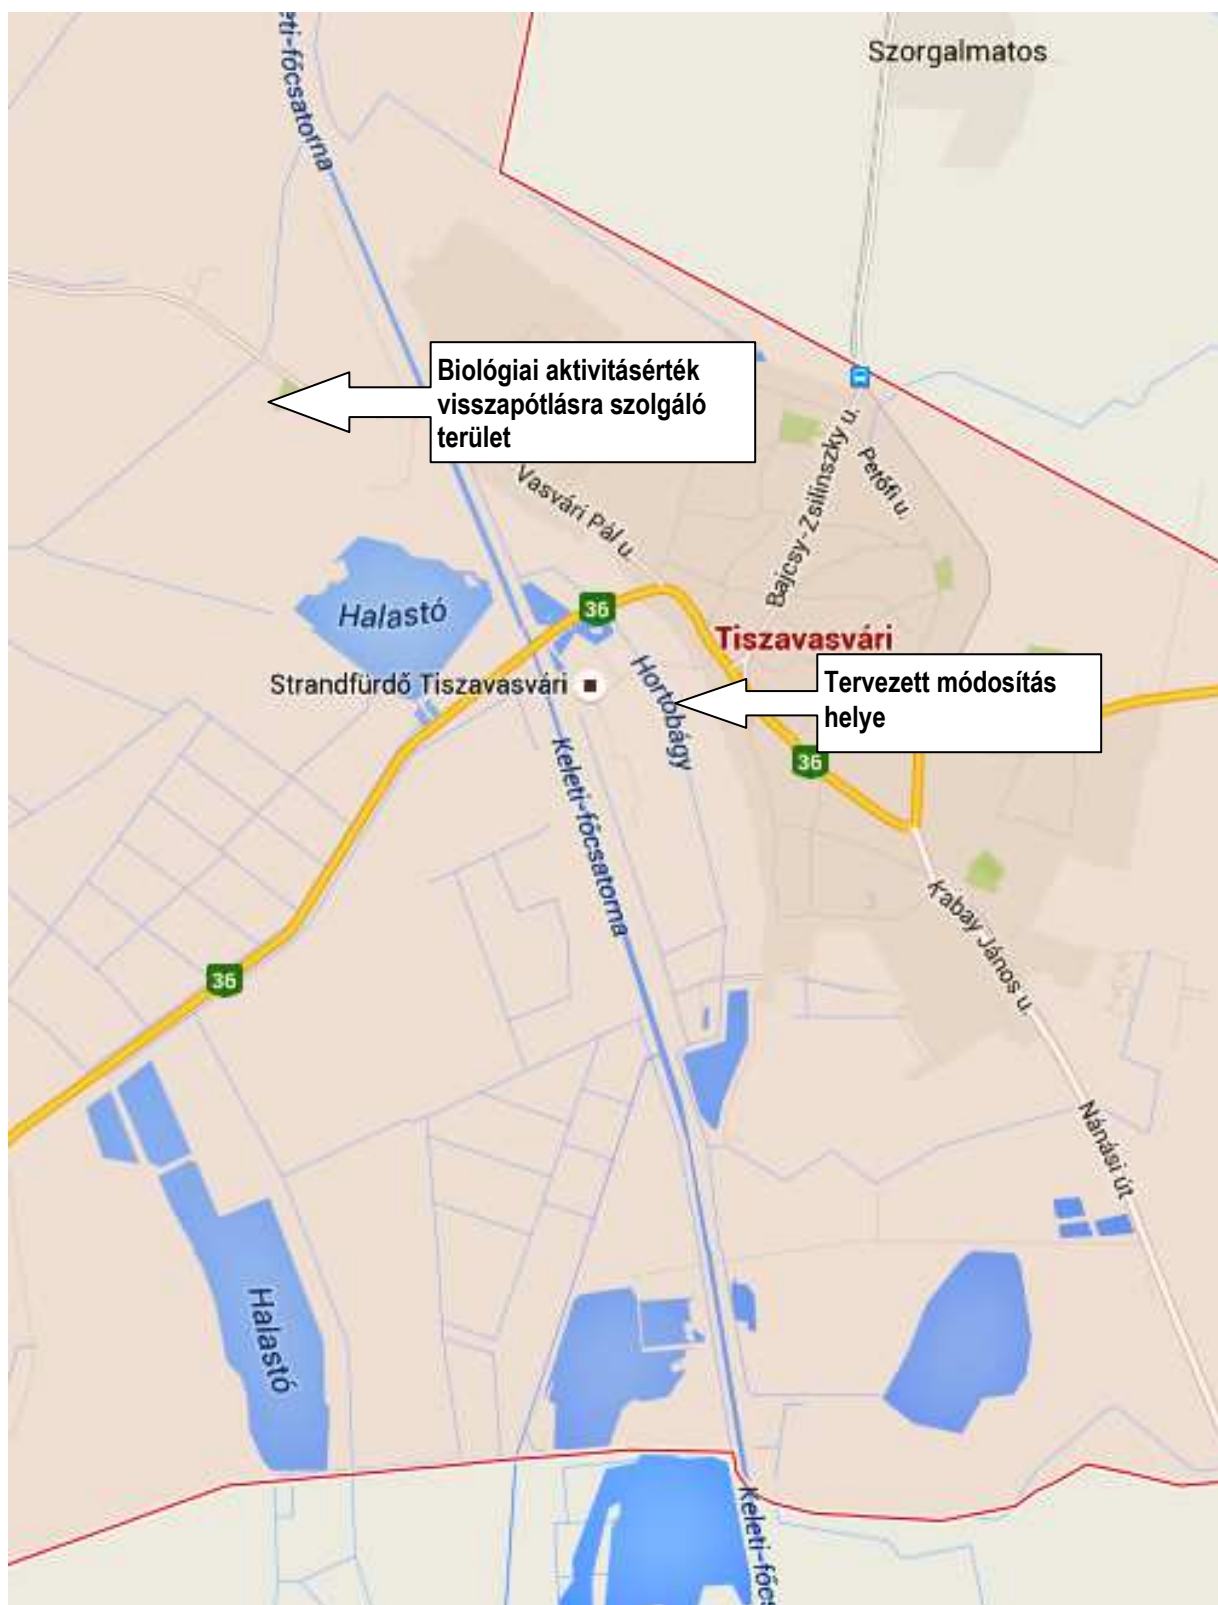 Szorgalmatos
eti-főcsatorna
Biológiai aktivitásérték
visszapótlásra szolgáló
terület
Bajcsy-Zsilinszky u.
Petőfi u.
Vasvári Pál u.
Halastó
36
Tiszavasvári
Strandfürdő Tiszavasvári
Hortobágy
Tervezett módosítás
helye
36
Keleti-főcsatorna
Kabay János u.
36
Nánási út
Halastó
Keleti-főcs